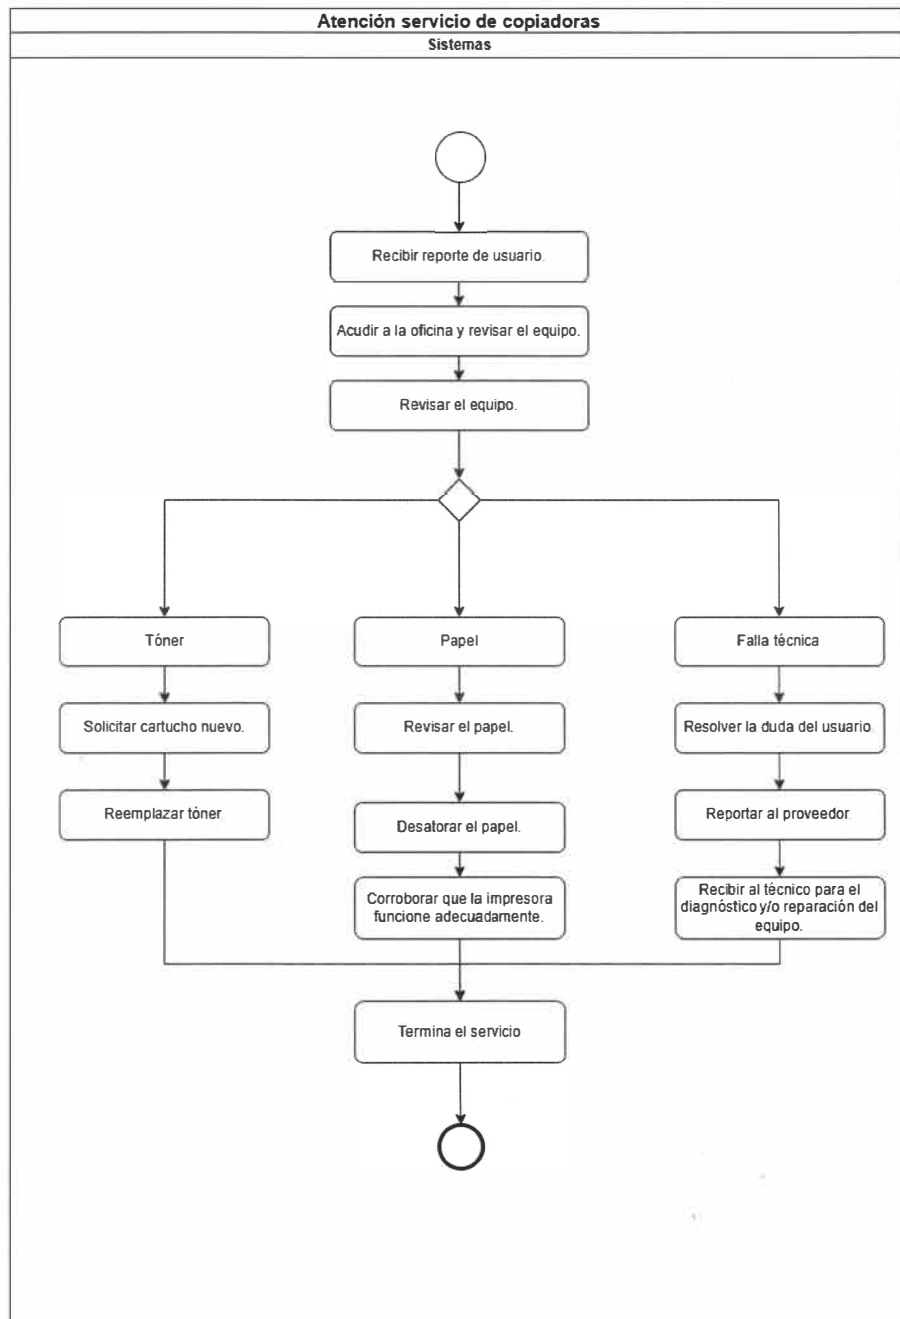 Atención servicio de copiadoras
Sistemas
Recibir reporte de usuario.
Acudir a la oficina y revisar el equipo.
Revisar el equipo.
Tóner
Papel
Falla técnica
Solicitar cartucho nuevo.
Revisar el papel.
Resolver la duda del usuario
Reemplazar tóner
Desatorar el papel.
Reportar al proveedor
Corroborar que la impresora
funcione adecuadamente.
Recibir al técnico para el
diagnóstico y/o reparación del
equipo.
Termina el servicio